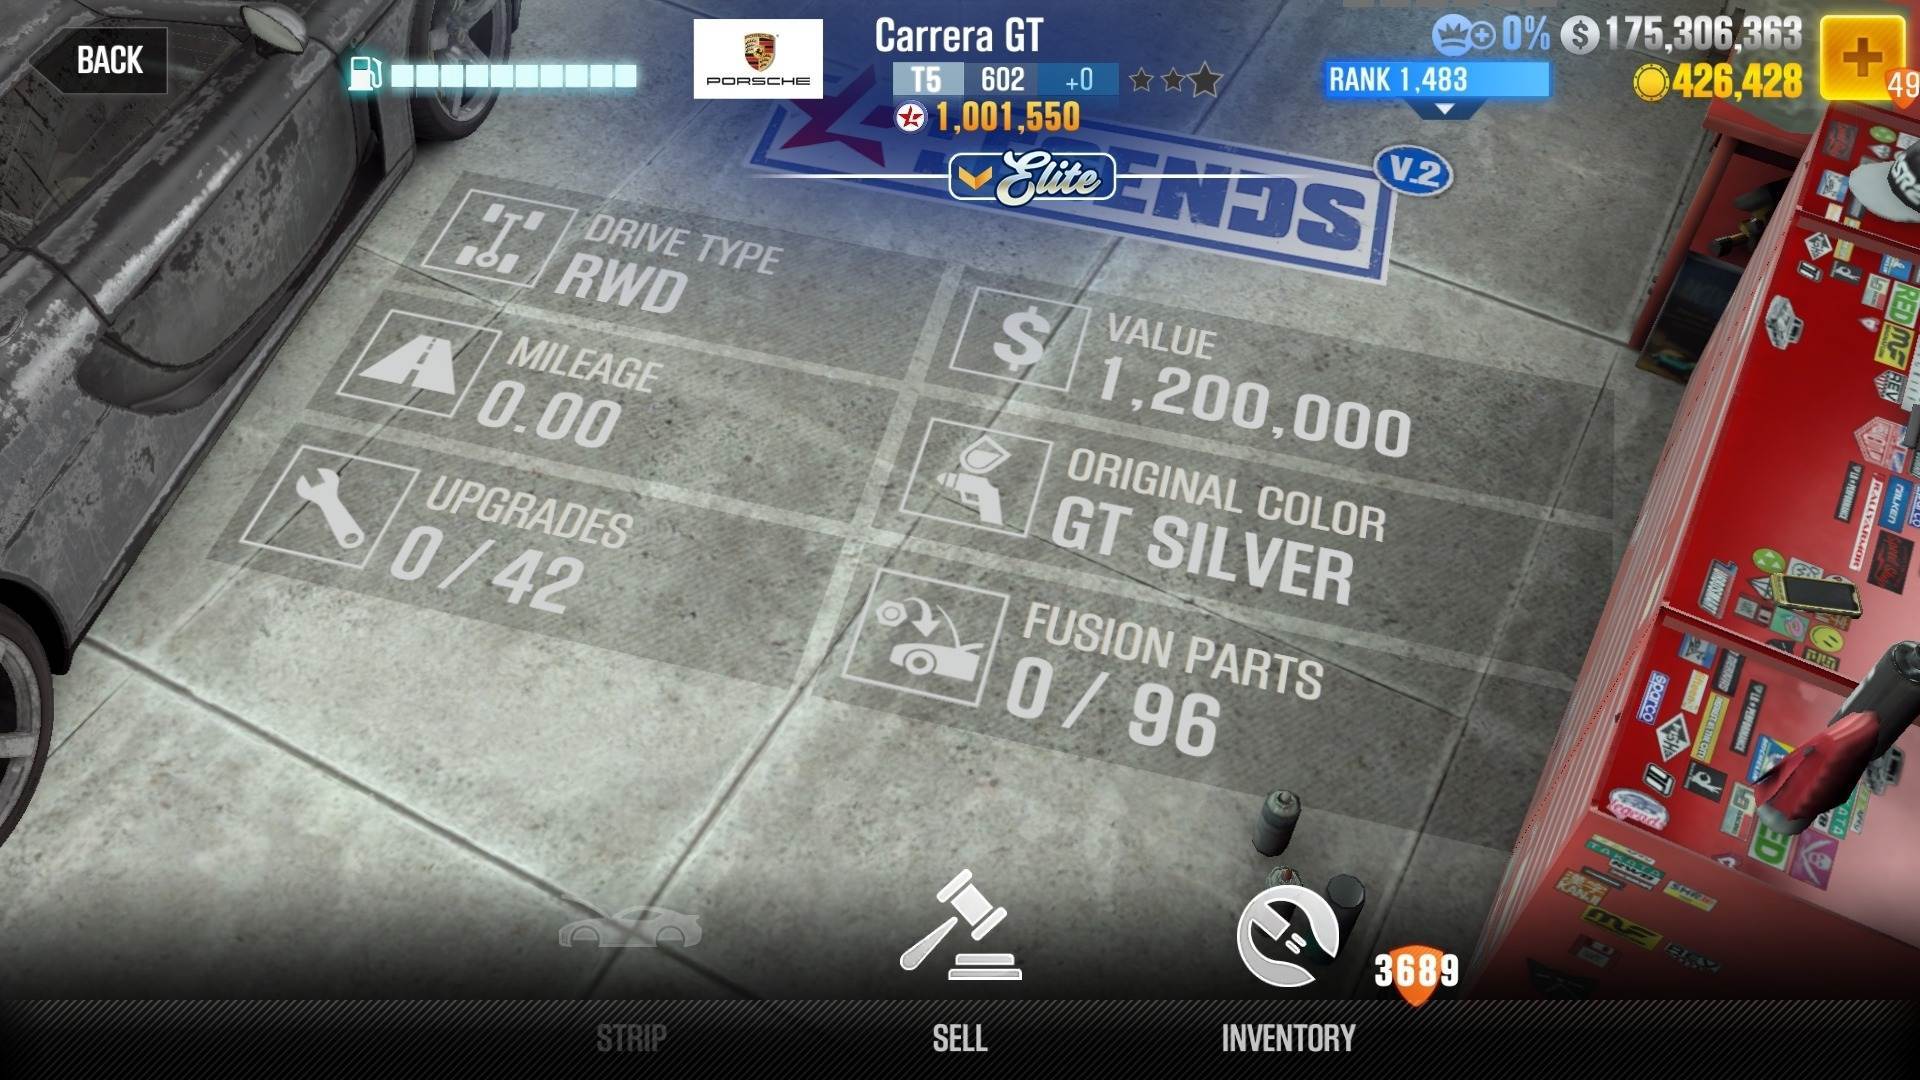 BACK
PORSCHE
Carrera GT
T5 602 +0
1,001,550
0%
175,306,363
RANK 1,483
426,428
49
Elite
V.2
DRIVE TYPE
RWD
MILEAGE
0.00
UPGRADES
0 / 42
VALUE
1,200,000
ORIGINAL COLOR
GT SILVER
FUSION PARTS
0 / 96
3689
STRIP
SELL
INVENTORY